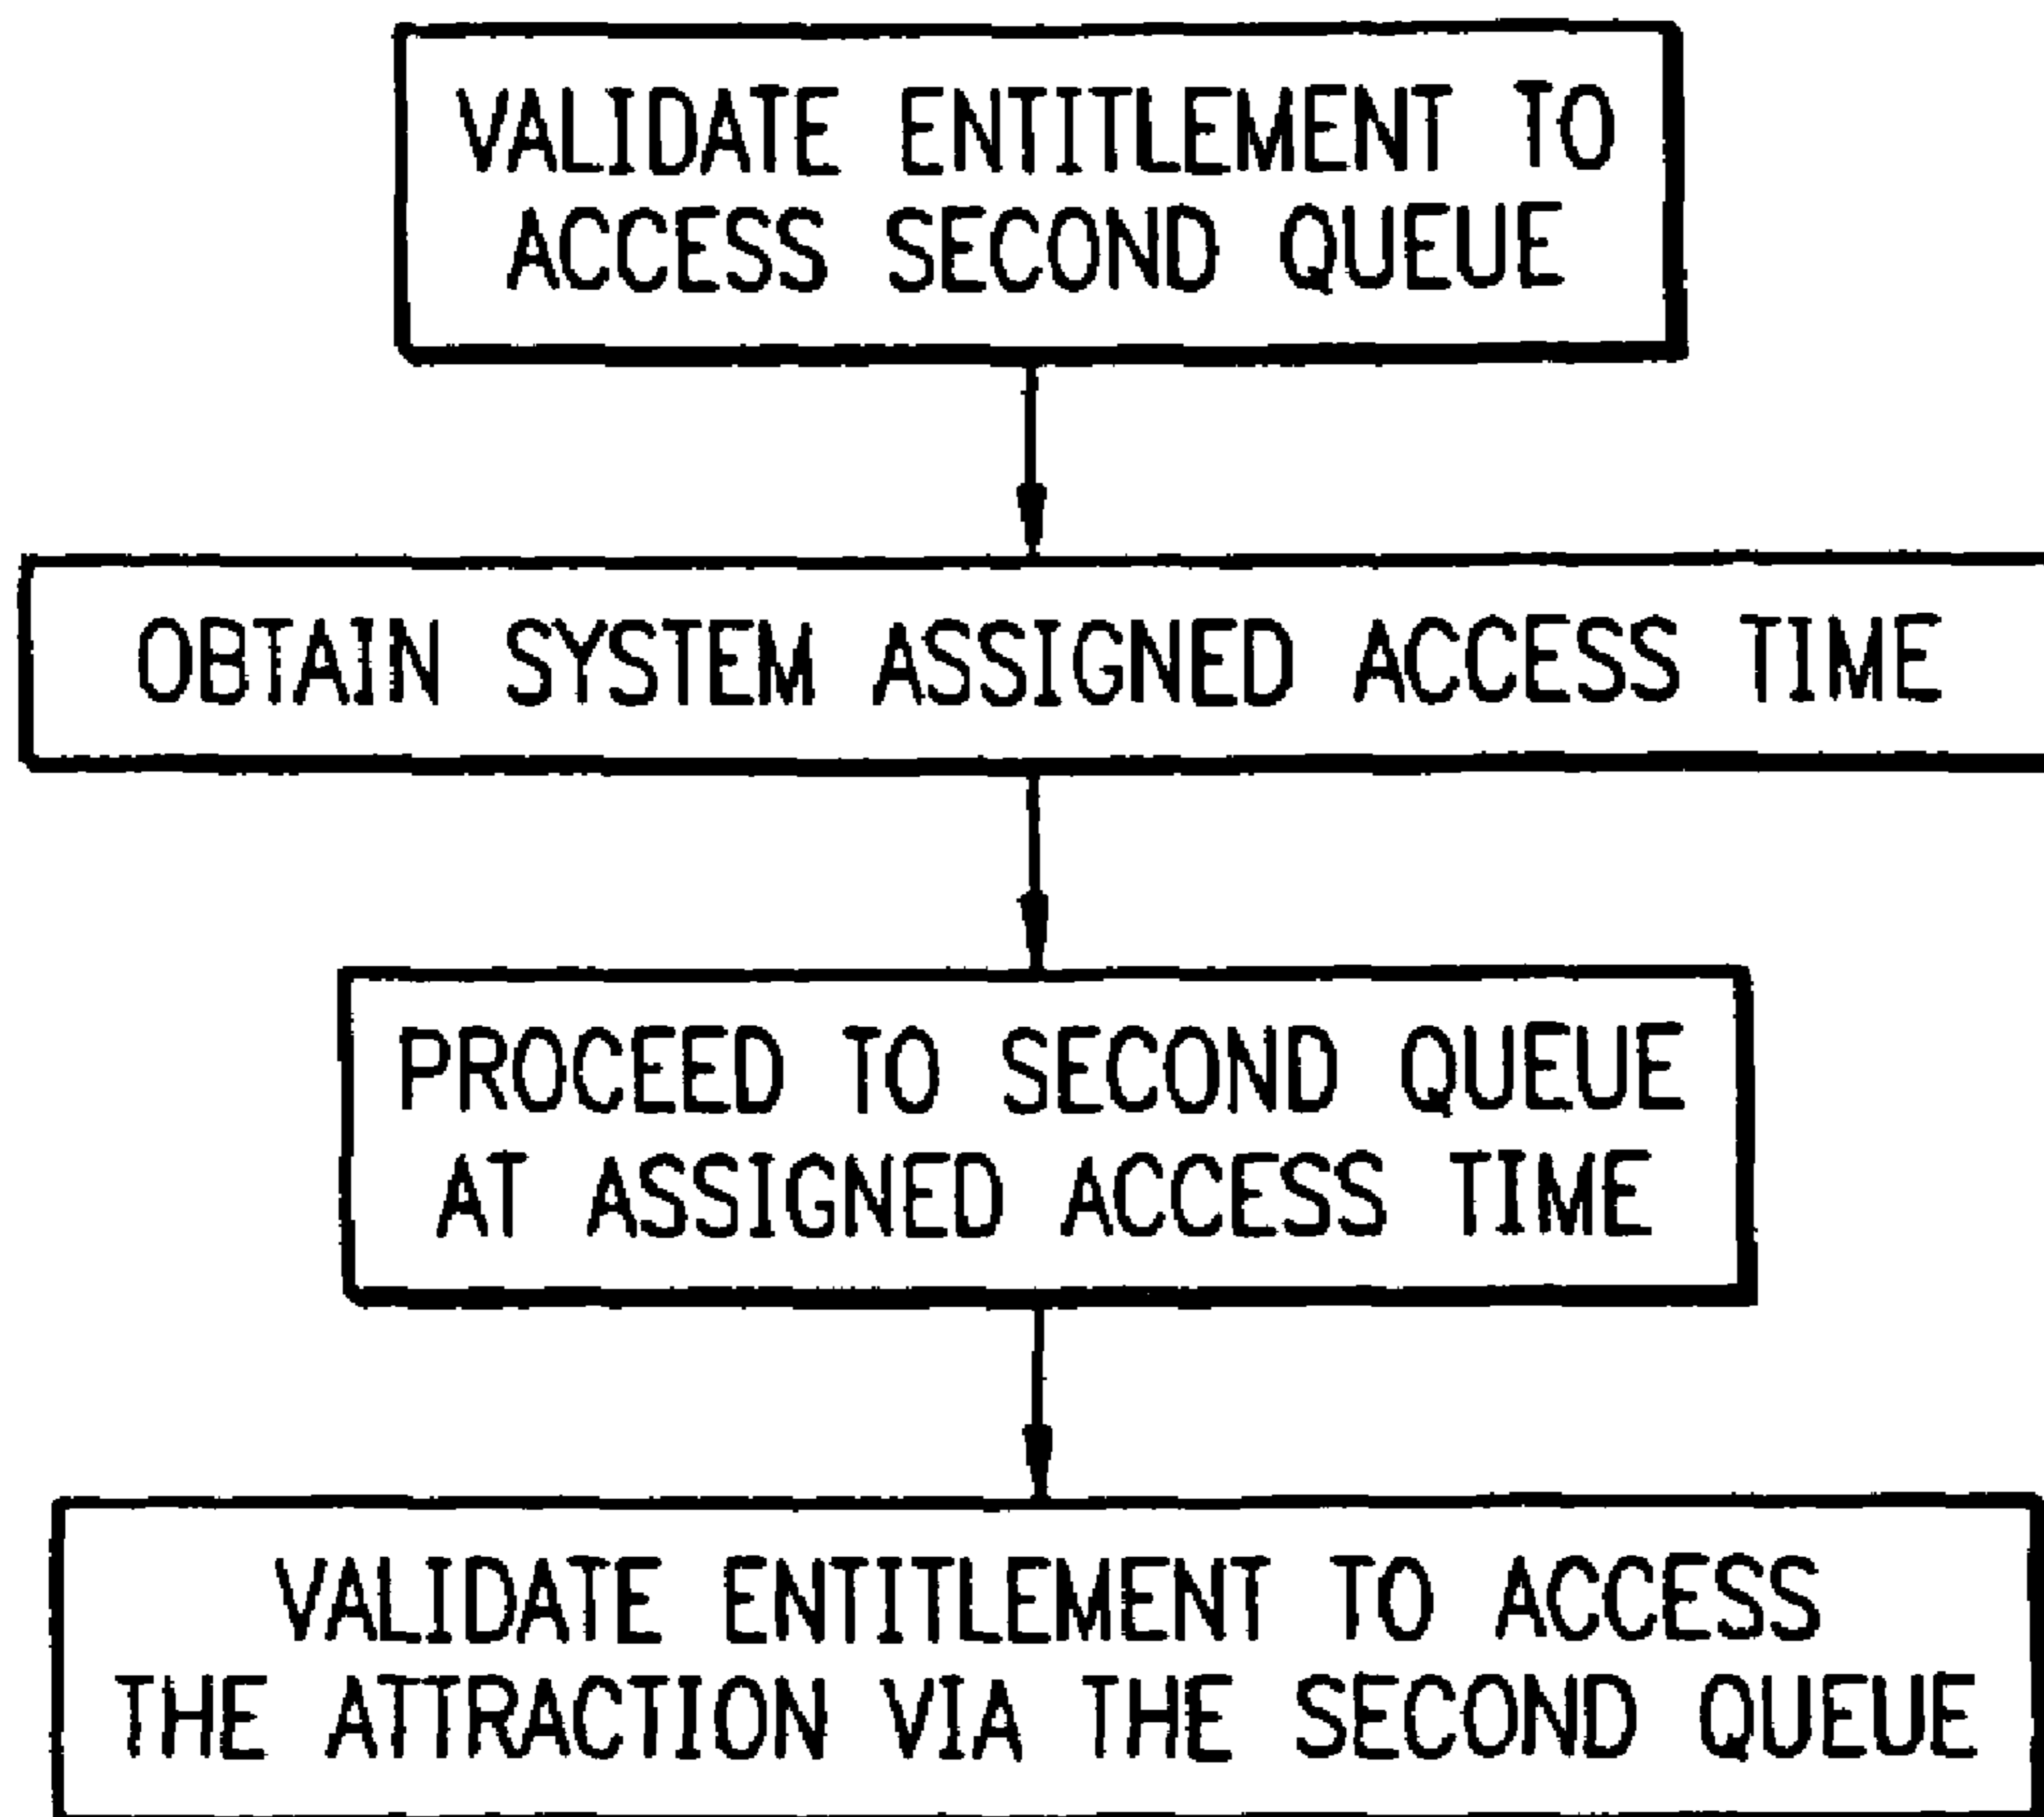 VALIDATE ENTITLEMENT TO
ACCESS SECOND QUEUE
OBTAIN SYSTEM ASSIGNED ACCESS TIME
PROCEED TO SECOND QUEUE
AT ASSIGNED ACCESS TIME
VALIDATE ENTITLEMENT TO ACCESS
THE ATTRACTION VIA THE SECOND QUEUE